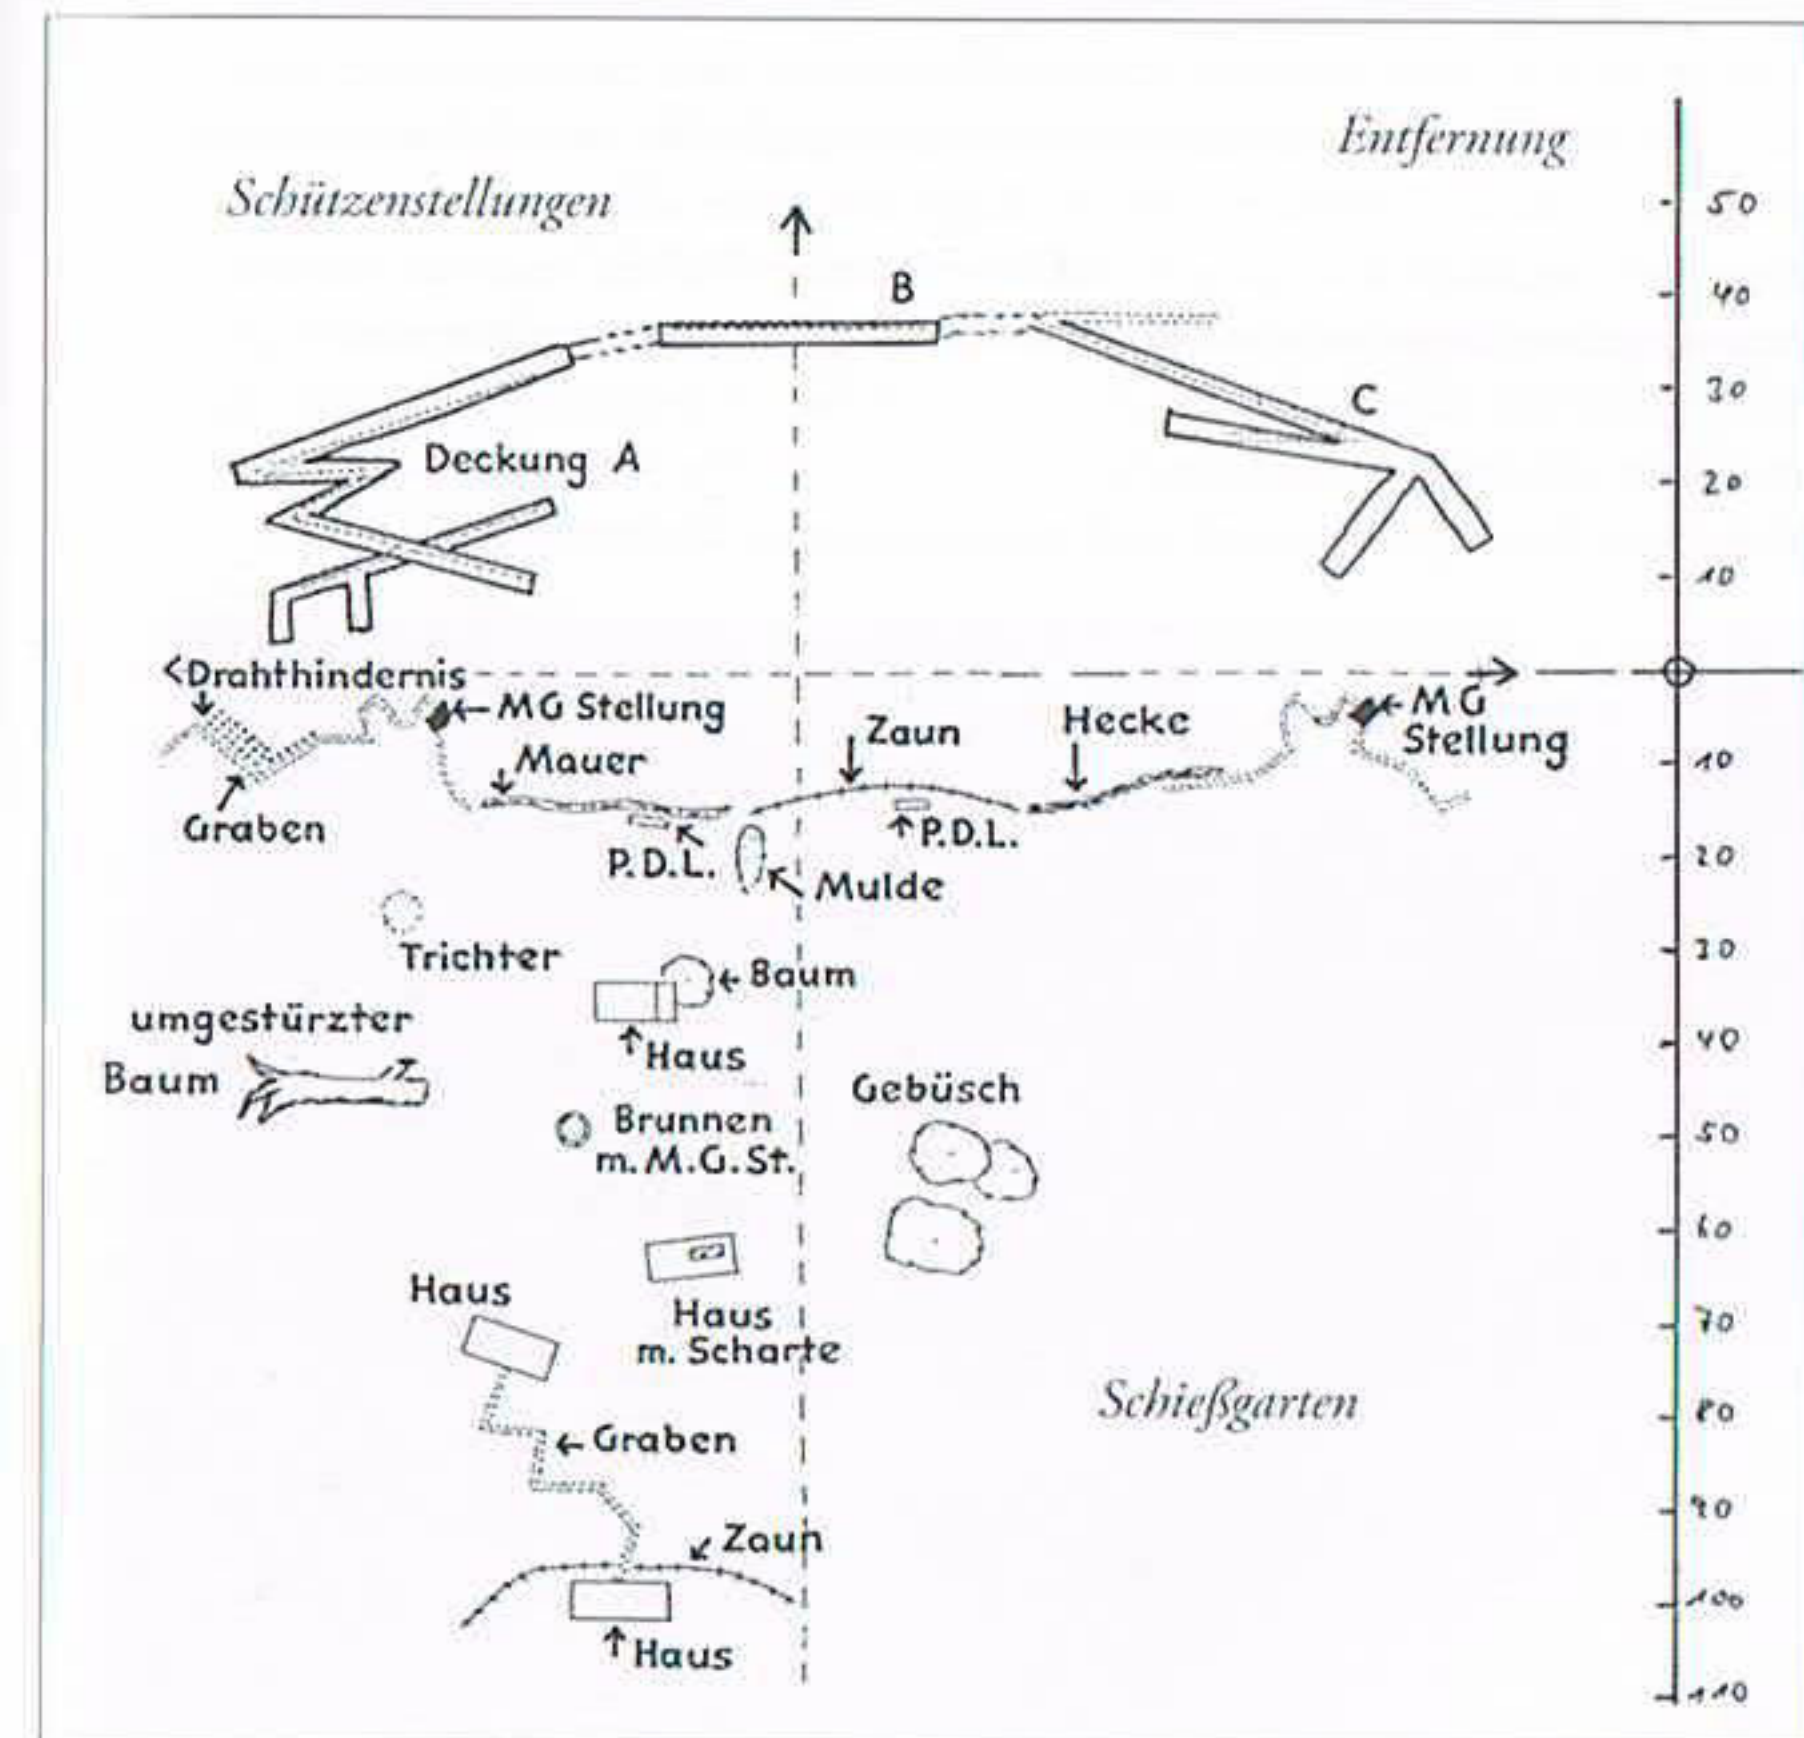 Entfernung
Schützenstellungen
50
B
40
30
C
Deckung A
20
10
Drahthindernis
MG Stellung
MG
Stellung
Zaun
Hecke
Mauer
10
Graben
P.D.L.
P.D.L.
20
Mulde
Trichter
30
Baum
umgestürzter
Baum
Haus
40
Gebüsch
Brunnen
m. M.G. St.
50
60
Haus
Haus
m. Scharte
70
Schießgarten
80
Graben
90
Zaun
100
Haus
110